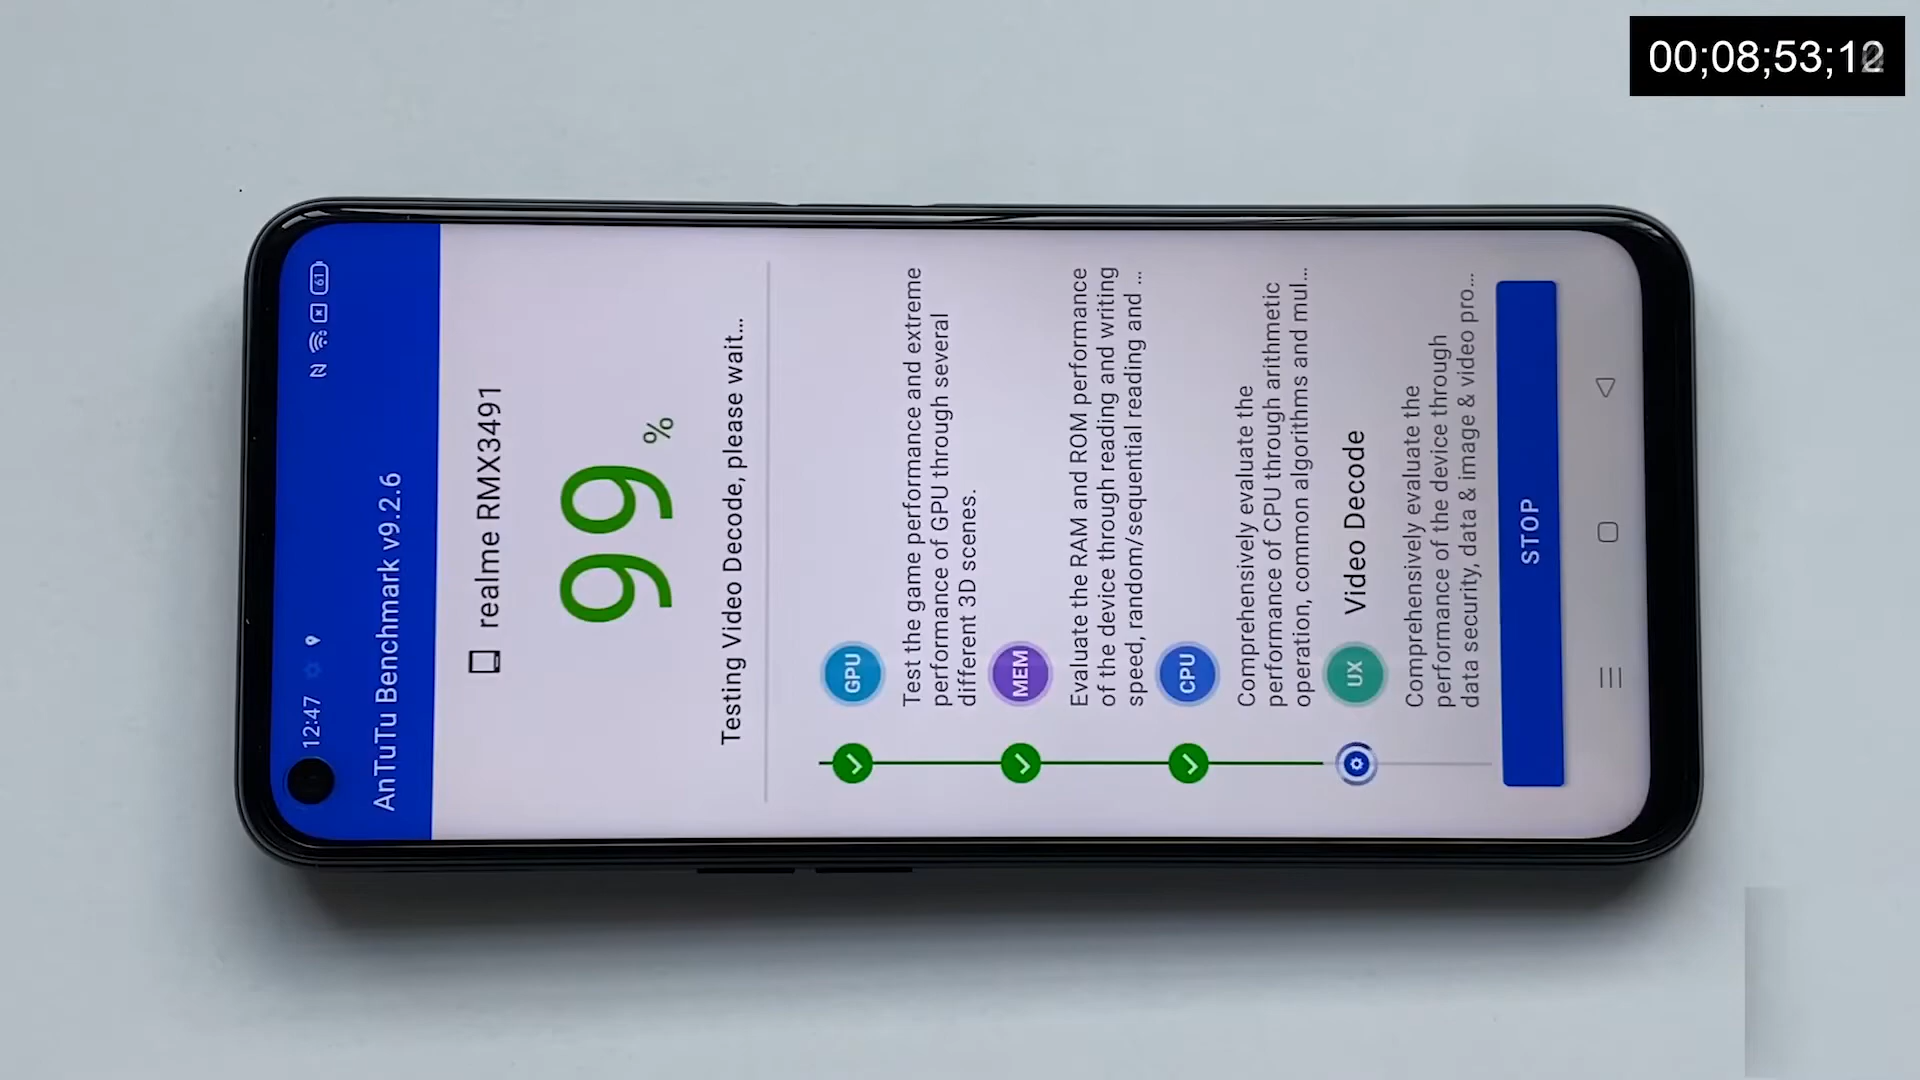 00;08;53;12
12:47
61
AnTuTu Benchmark v9.2.6
realme RMX3491
99%
Testing Video Decode, please wait...
GPU
Test the game performance and extreme
performance of GPU through several
different 3D scenes.
MEM
Evaluate the RAM and ROM performance
of the device through reading and writing
speed, random/sequential reading and ...
CPU
Comprehensively evaluate the
performance of CPU through arithmetic
operation, common algorithms and mul...
UX Video Decode
Comprehensively evaluate the
performance of the device through
data security, data & image & video pro...
STOP